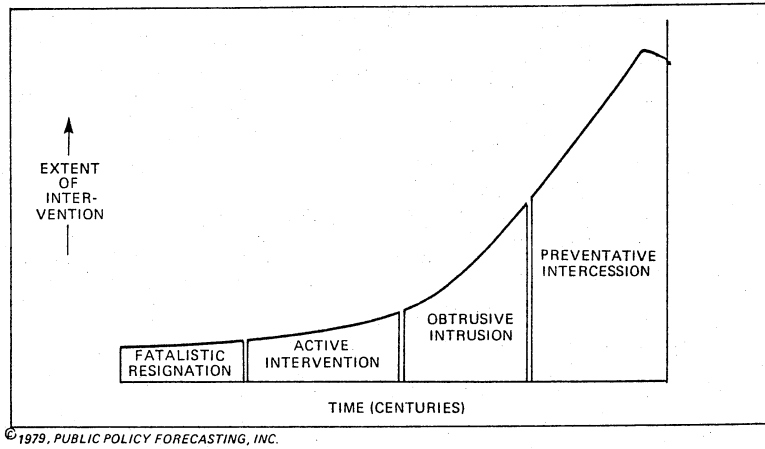 EXTENT
OF
INTER-
VENTION
FATALISTIC
RESIGNATION
ACTIVE
INTERVENTION
OBTRUSIVE
INTRUSION
PREVENTATIVE
INTERCESSION
TIME (CENTURIES)
©1979, PUBLIC POLICY FORECASTING, INC.